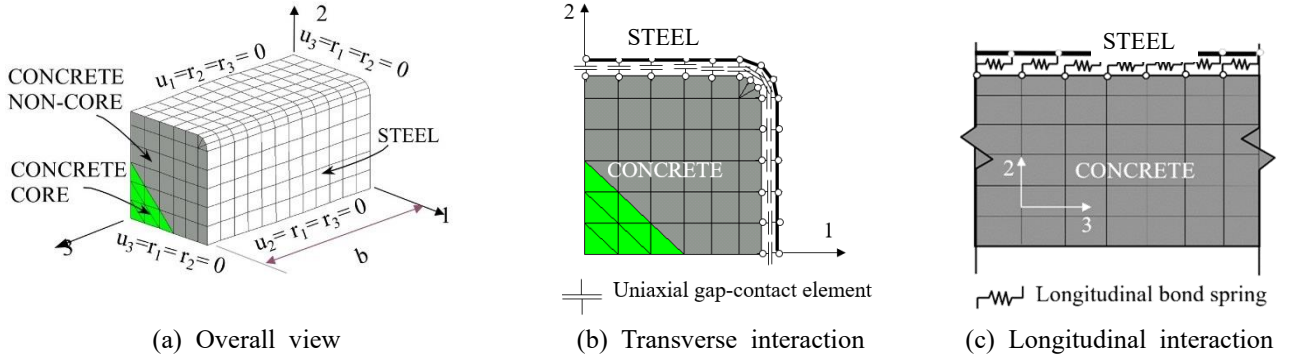 2
u₃=r₁=r₂= 0
u₁=r₂=r₃= 0
CONCRETE
NON-CORE
STEEL
CONCRETE
CORE
1
u₂= r₁=r₃= 0
b
3
u₃=r₁= r₂= 0
(a) Overall view
2
STEEL
CONCRETE
1
Uniaxial gap-contact element
(b) Transverse interaction
STEEL
CONCRETE
2
3
Longitudinal bond spring
(c) Longitudinal interaction